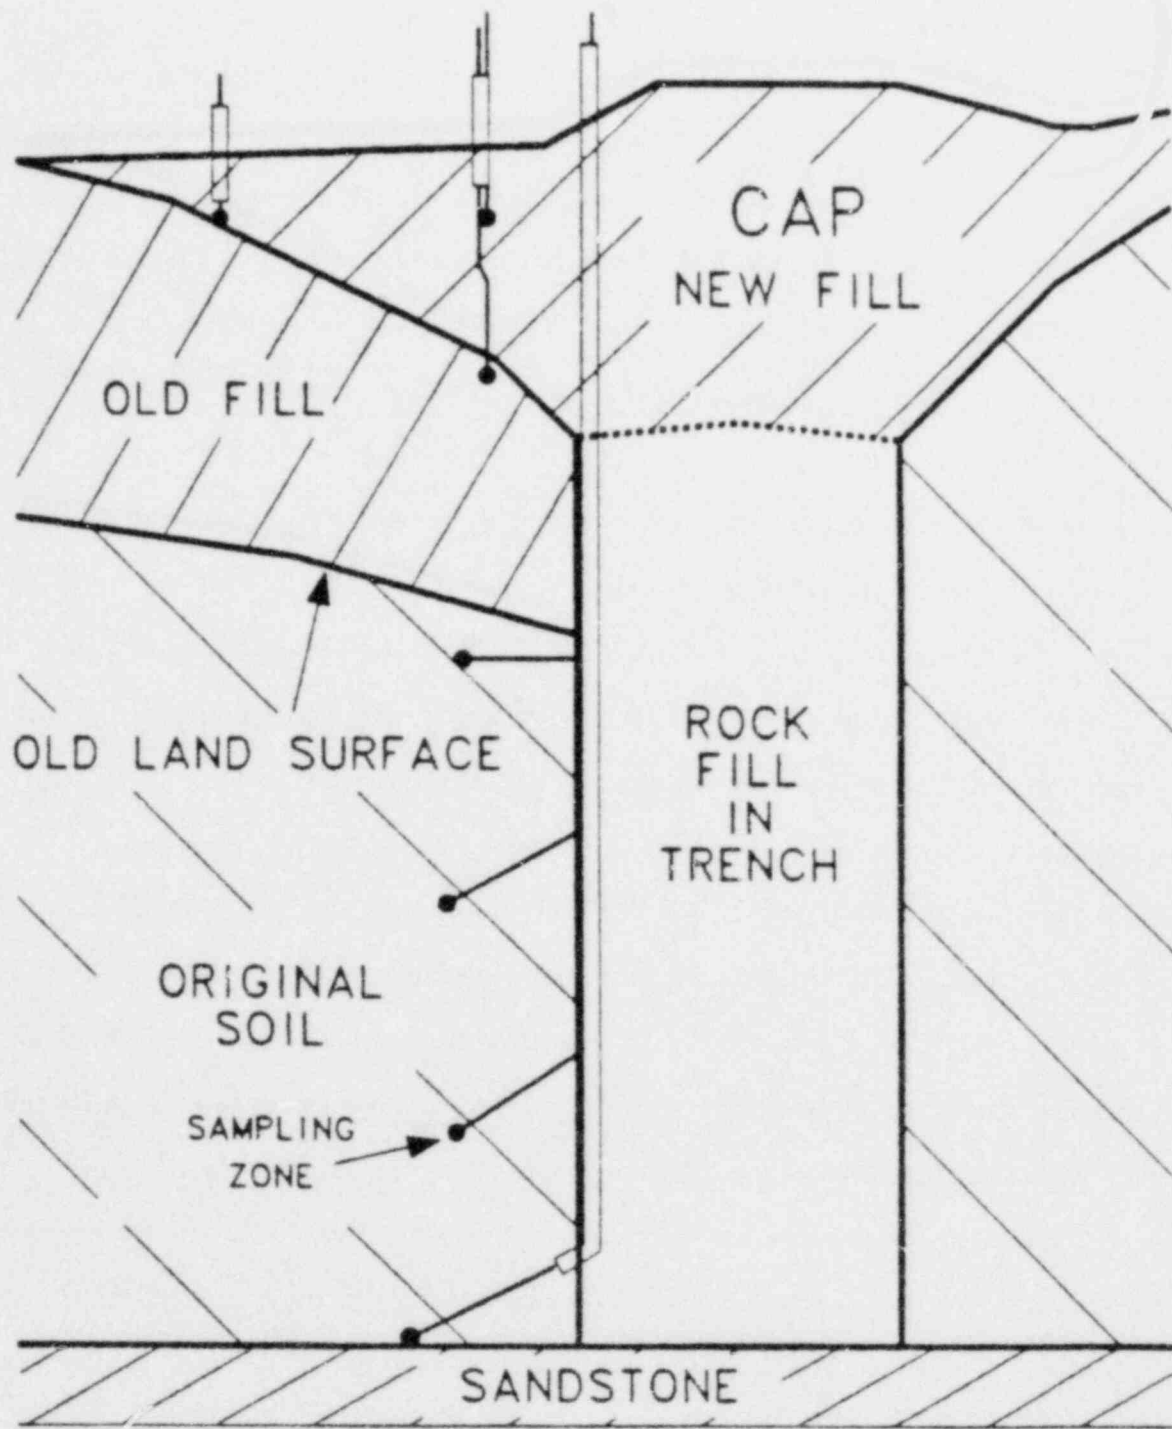 CAP
NEW FILL
OLD FILL
OLD LAND SURFACE
ROCK
FILL
IN
TRENCH
ORIGINAL
SOIL
SAMPLING
ZONE
SANDSTONE